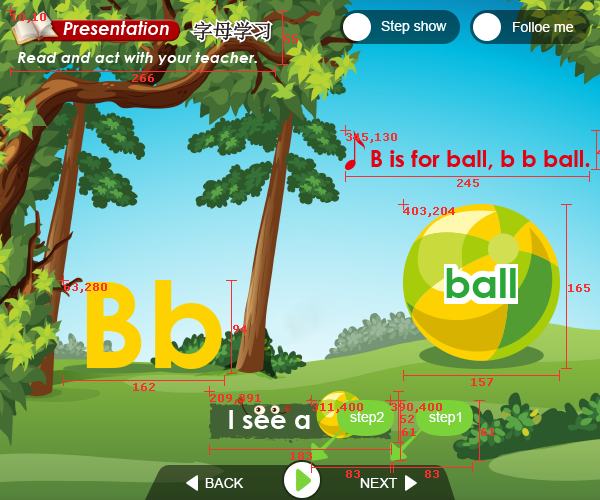 10,10
Presentation 字母学习
Step show
Folloe me
55
Read and act with your teacher.
266
345,130
B is for ball, b b ball.
245
403,204
ball
165
63,280
Bb
94
162
157
209,391
I see a
311,400
step2
390,400
step1
52
61
61
183
83
83
BACK
NEXT